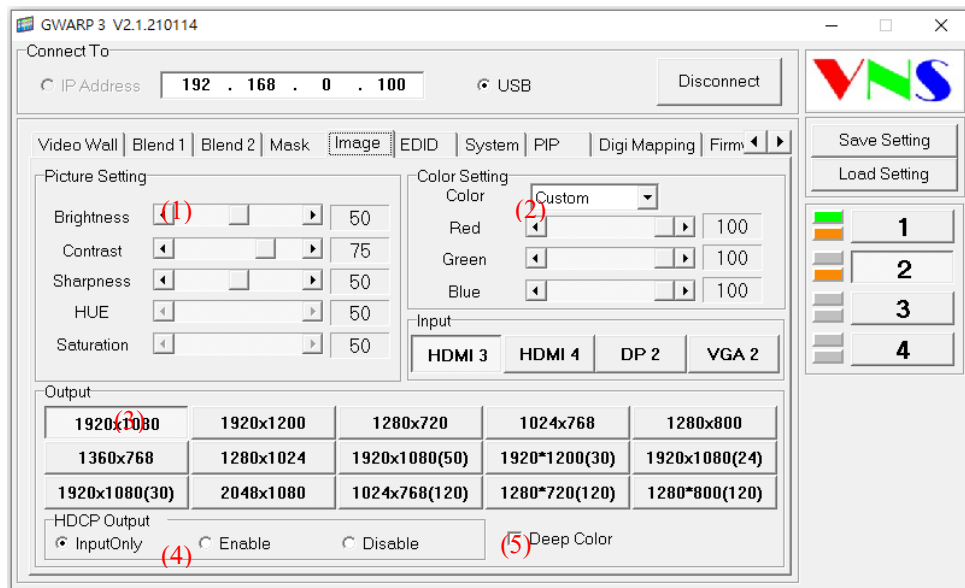 GWARP 3 V2.1.210114
Connect To
IP Address 192 . 168 . 0 . 100 USB Disconnect
VNS
Video Wall Blend 1 Blend 2 Mask Image EDID System PIP Digi Mapping Firm
Save Setting
Load Setting
Picture Setting
Brightness (1) 50
Contrast 75
Sharpness 50
HUE 50
Saturation 50
Color Setting
Color (2) Custom
Red 100
Green 100
Blue 100
Input
HDMI 3 HDMI 4 DP 2 VGA 2
1
2
3
4
Output
1920x1080 (3) 1920x1200 1280x720 1024x768 1280x800
1360x768 1280x1024 1920x1080(50) 1920*1200(30) 1920x1080(24)
1920x1080(30) 2048x1080 1024x768(120) 1280*720(120) 1280*800(120)
HDCP Output
InputOnly (4) Enable Disable (5) Deep Color